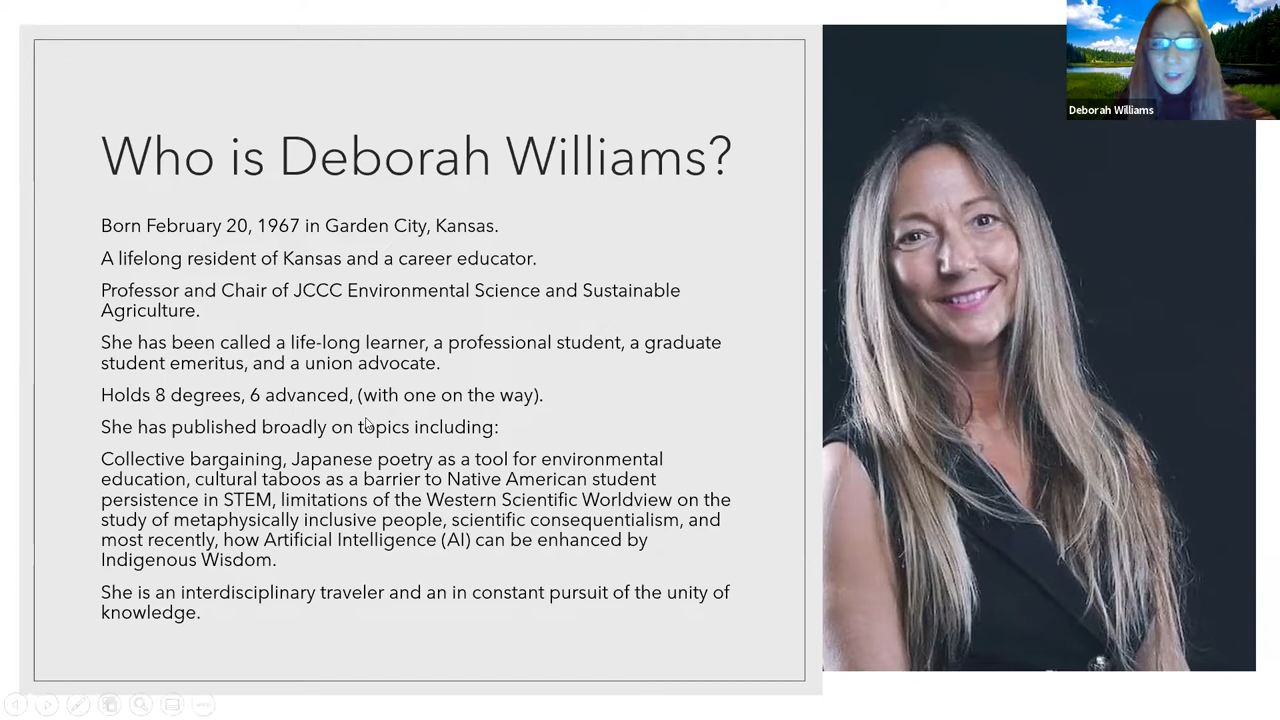 Deborah Williams
Who is Deborah Williams?
Born February 20, 1967 in Garden City, Kansas.
A lifelong resident of Kansas and a career educator.
Professor and Chair of JCCC Environmental Science and Sustainable
Agriculture.
She has been called a life-long learner, a professional student, a graduate
student emeritus, and a union advocate.
Holds 8 degrees, 6 advanced, (with one on the way).
She has published broadly on topics including:
Collective bargaining, Japanese poetry as a tool for environmental
education, cultural taboos as a barrier to Native American student
persistence in STEM, limitations of the Western Scientific Worldview on the
study of metaphysically inclusive people, scientific consequentialism, and
most recently, how Artificial Intelligence (AI) can be enhanced by
Indigenous Wisdom.
She is an interdisciplinary traveler and an in constant pursuit of the unity of
knowledge.